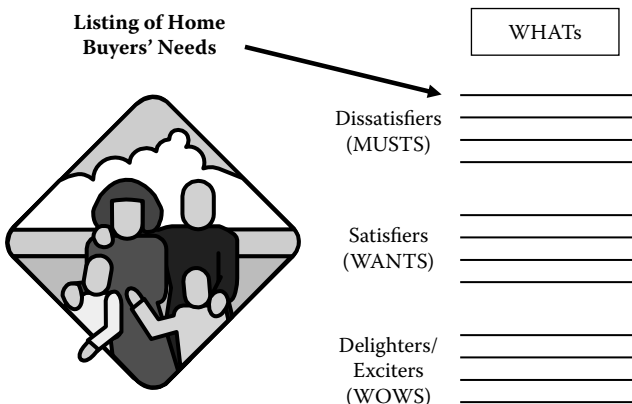 Listing of Home
Buyers’ Needs
WHATs
Dissatisfiers
(MUSTS)
Satisfiers
(WANTS)
Delighters/
Exciters
(WOWS)